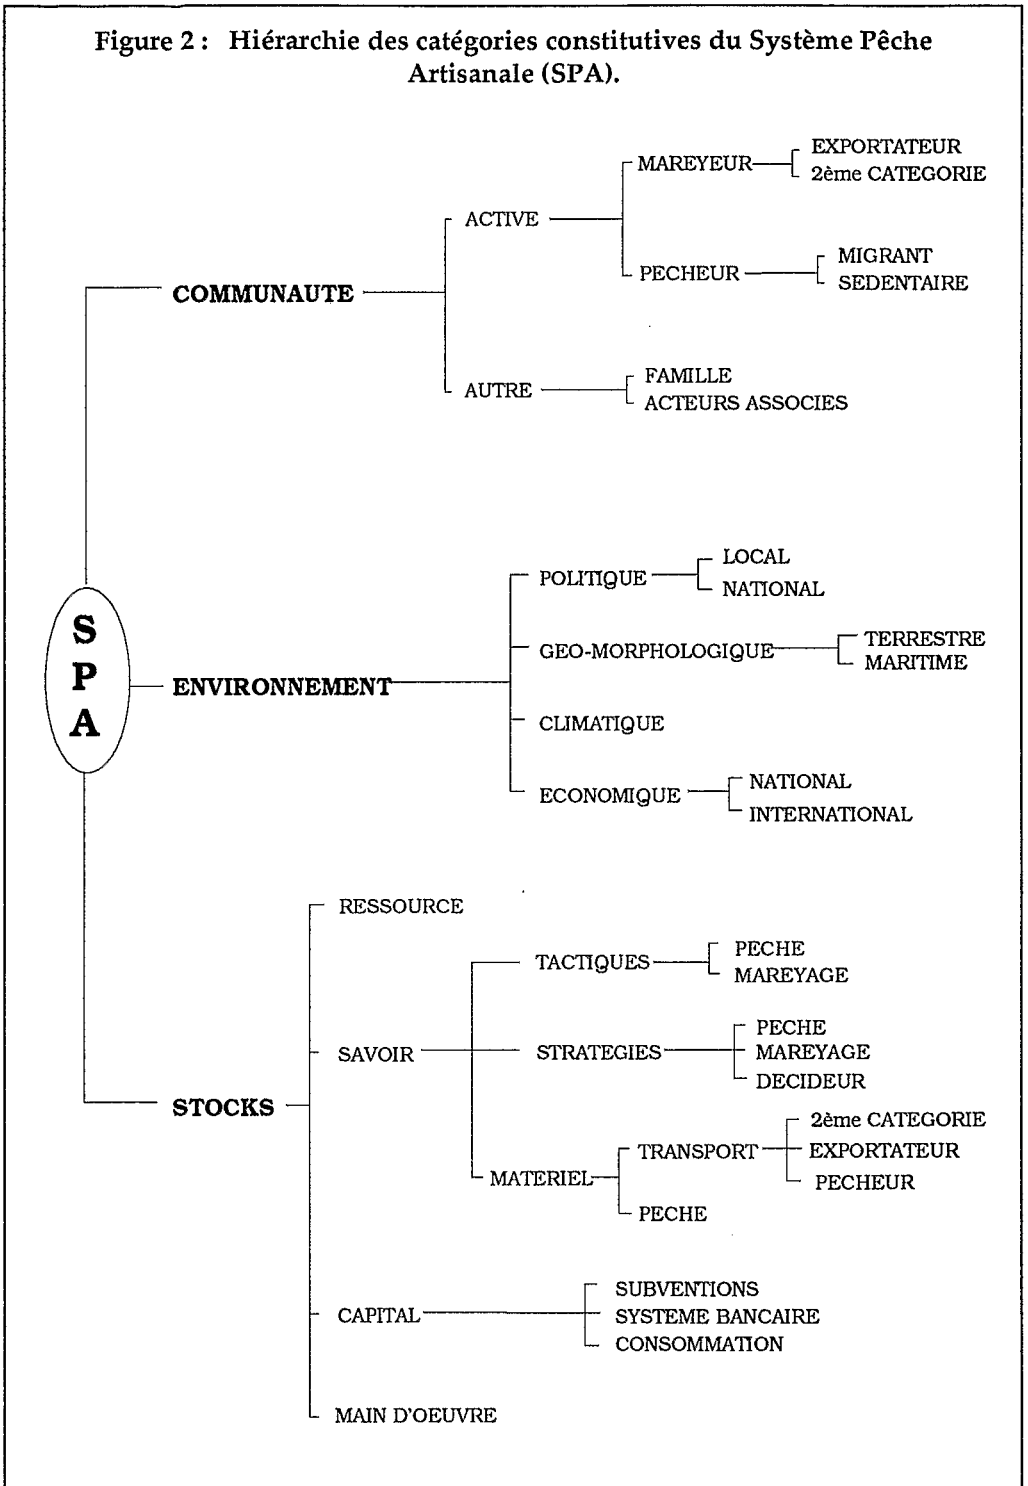 Figure 2 : Hiérarchie des catégories constitutives du Système Pêche
Artisanale (SPA).
EXPORTATEUR
MAREYEUR
2ème CATEGORIE
ACTIVE
MIGRANT
PECHEUR
SEDENTAIRE
COMMUNAUTE
FAMILLE
AUTRE
ACTEURS ASSOCIES
LOCAL
POLITIQUE
NATIONAL
S
P
A
TERRESTRE
GEO-MORPHOLOGIQUE
MARITIME
ENVIRONNEMENT
CLIMATIQUE
NATIONAL
ECONOMIQUE
INTERNATIONAL
RESSOURCE
PECHE
TACTIQUES
MAREYAGE
PECHE
SAVOIR
STRATEGIES
MAREYAGE
DECIDEUR
STOCKS
2ème CATEGORIE
TRANSPORT
EXPORTATEUR
MATERIEL
PECHEUR
PECHE
SUBVENTIONS
CAPITAL
SYSTEME BANCAIRE
CONSOMMATION
MAIN D'OEUVRE